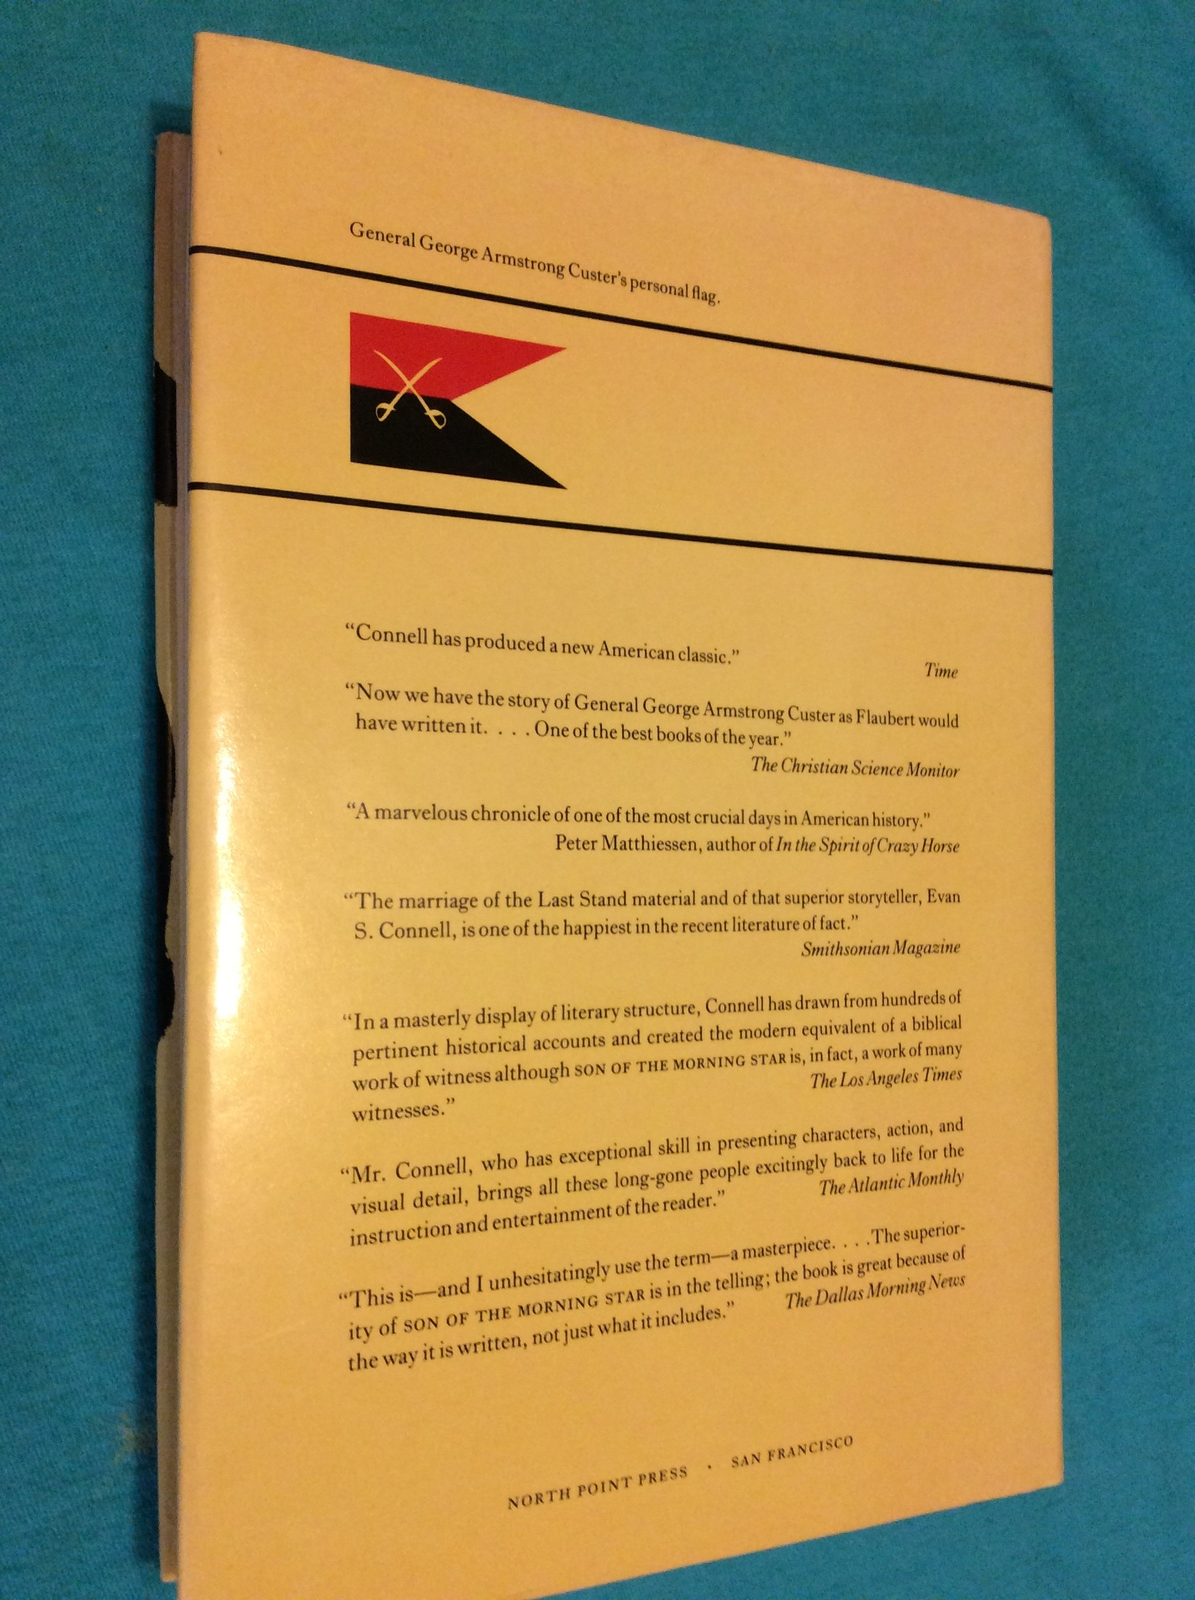 General George Armstrong Custer's personal flag.
“Connell has produced a new American classic.”
Time
“Now we have the story of General George Armstrong Custer as Flaubert would
have written it. . . . One of the best books of the year.”
The Christian Science Monitor
“A marvelous chronicle of one of the most crucial days in American history.”
Peter Matthiessen, author of In the Spirit of Crazy Horse
“The marriage of the Last Stand material and of that superior storyteller, Evan
S. Connell, is one of the happiest in the recent literature of fact.”
Smithsonian Magazine
“In a masterly display of literary structure, Connell has drawn from hundreds of
pertinent historical accounts and created the modern equivalent of a biblical
work of witness although SON OF THE MORNING STAR is, in fact, a work of many
witnesses.”
The Los Angeles Times
“Mr. Connell, who has exceptional skill in presenting characters, action, and
visual detail, brings all these long-gone people excitingly back to life for the
instruction and entertainment of the reader.”
The Atlantic Monthly
“This is—and I unhesitatingly use the term—a masterpiece. . . . The superior-
ity of SON OF THE MORNING STAR is in the telling; the book is great because of
the way it is written, not just what it includes.”
The Dallas Morning News
NORTH POINT PRESS · SAN FRANCISCO